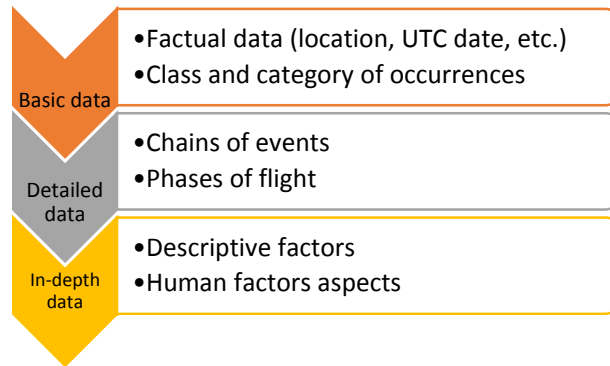 Basic data
•Factual data (location, UTC date, etc.)
•Class and category of occurrences
Detailed
data
•Chains of events
•Phases of flight
In-depth
data
•Descriptive factors
•Human factors aspects